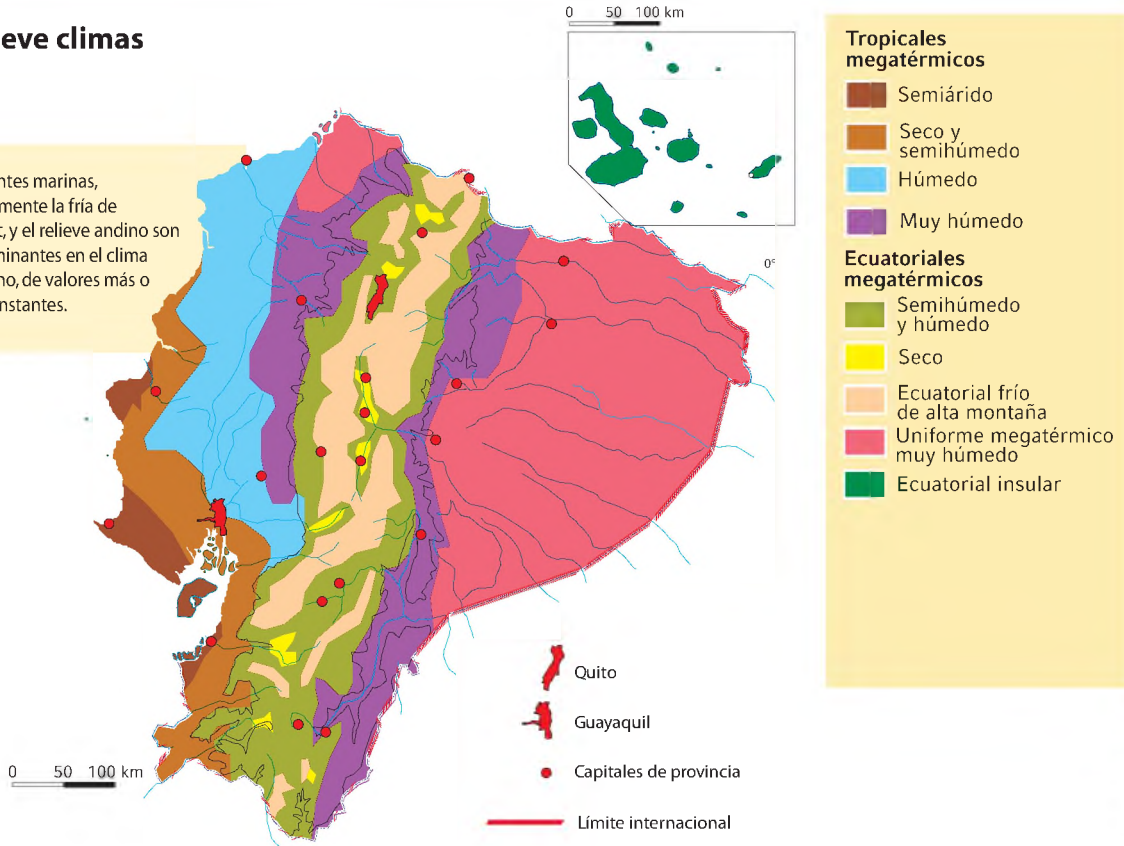 eve climas
ntes marinas,
mente la fría de
t, y el relieve andino son
minantes en el clima
no, de valores más o
nstantes.
0 50 100 km
0°
Tropicales
megatérmicos
Semiárido
Seco y
semihúmedo
Húmedo
Muy húmedo
Ecuatoriales
megatérmicos
Semihúmedo
y húmedo
Seco
Ecuatorial frío
de alta montaña
Uniforme megatérmico
muy húmedo
Ecuatorial insular
Quito
Guayaquil
Capitales de provincia
Límite internacional
0 50 100 km